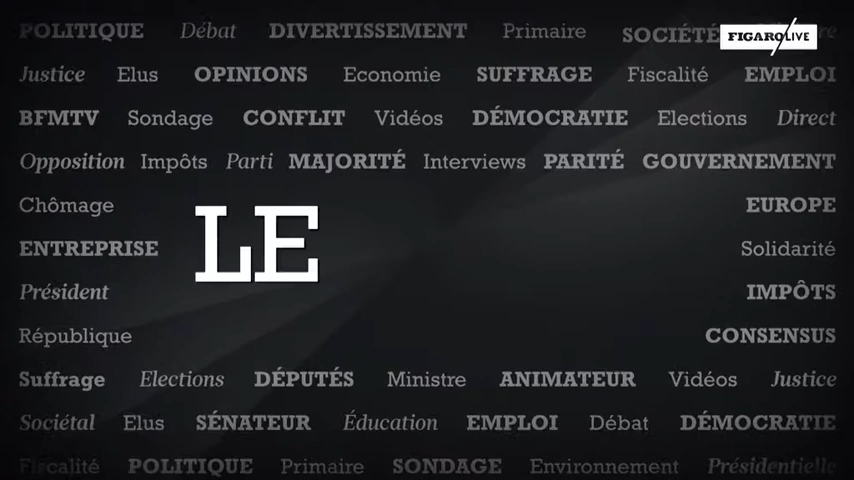 POLITIQUE Débat DIVERTISSEMENT Primaire SOCIÉTÉ
FIGAROLIVE
Justice Elus OPINIONS Economie SUFFRAGE Fiscalité EMPLOI
BFMTV Sondage CONFLIT Vidéos DÉMOCRATIE Elections Direct
Opposition Impôts Parti MAJORITÉ Interviews PARITÉ GOUVERNEMENT
Chômage EUROPE
LE
ENTREPRISE Solidarité
Président IMPÔTS
République CONSENSUS
Suffrage Elections DÉPUTÉS Ministre ANIMATEUR Vidéos Justice
Sociétal Elus SÉNATEUR Éducation EMPLOI Débat DÉMOCRATIE
Fiscalité POLITIQUE Primaire SONDAGE Environnement Présidentielle